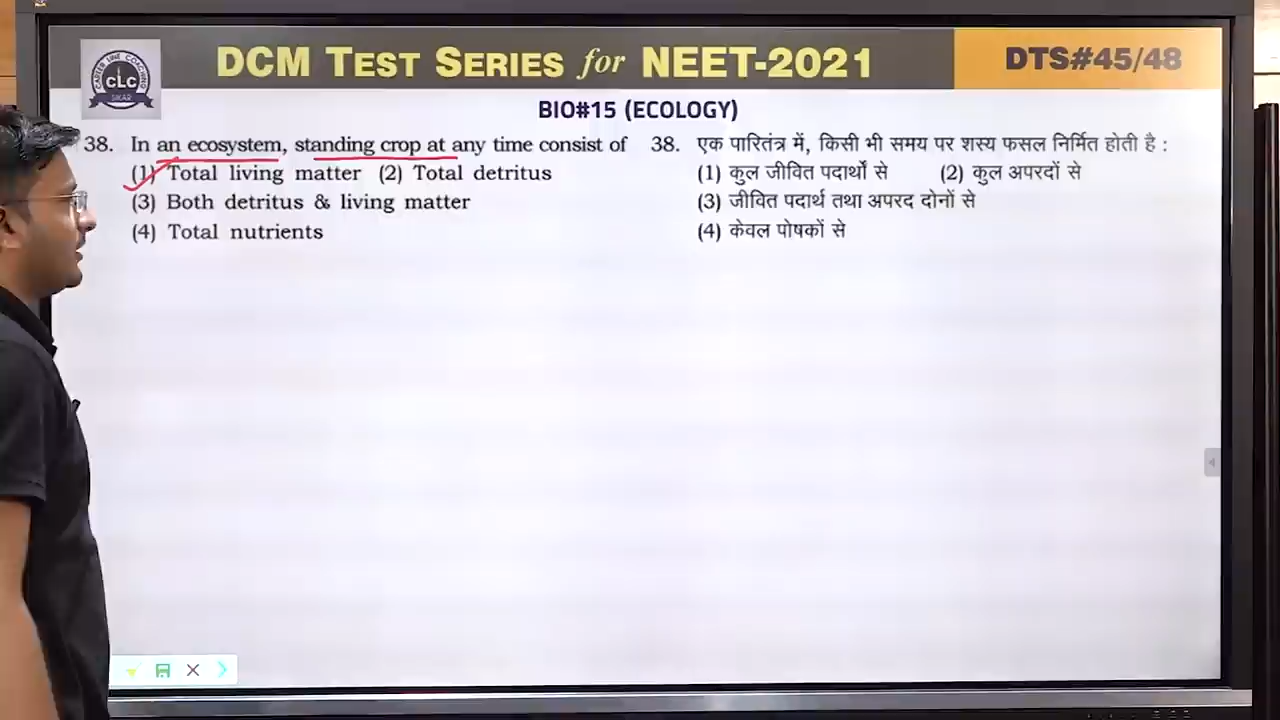 DCM TEST SERIES for NEET-2021
DTS#45/48
CLC
SIKAR
BIO#15 (ECOLOGY)
38. In an ecosystem, standing crop at any time consist of
(1) Total living matter (2) Total detritus
(3) Both detritus & living matter
(4) Total nutrients
38. एक पारितंत्र में, किसी भी समय पर शस्य फसल निर्मित होती है :
(1) कुल जीवित पदार्थों से (2) कुल अपरदों से
(3) जीवित पदार्थ तथा अपरद दोनों से
(4) केवल पोषकों से